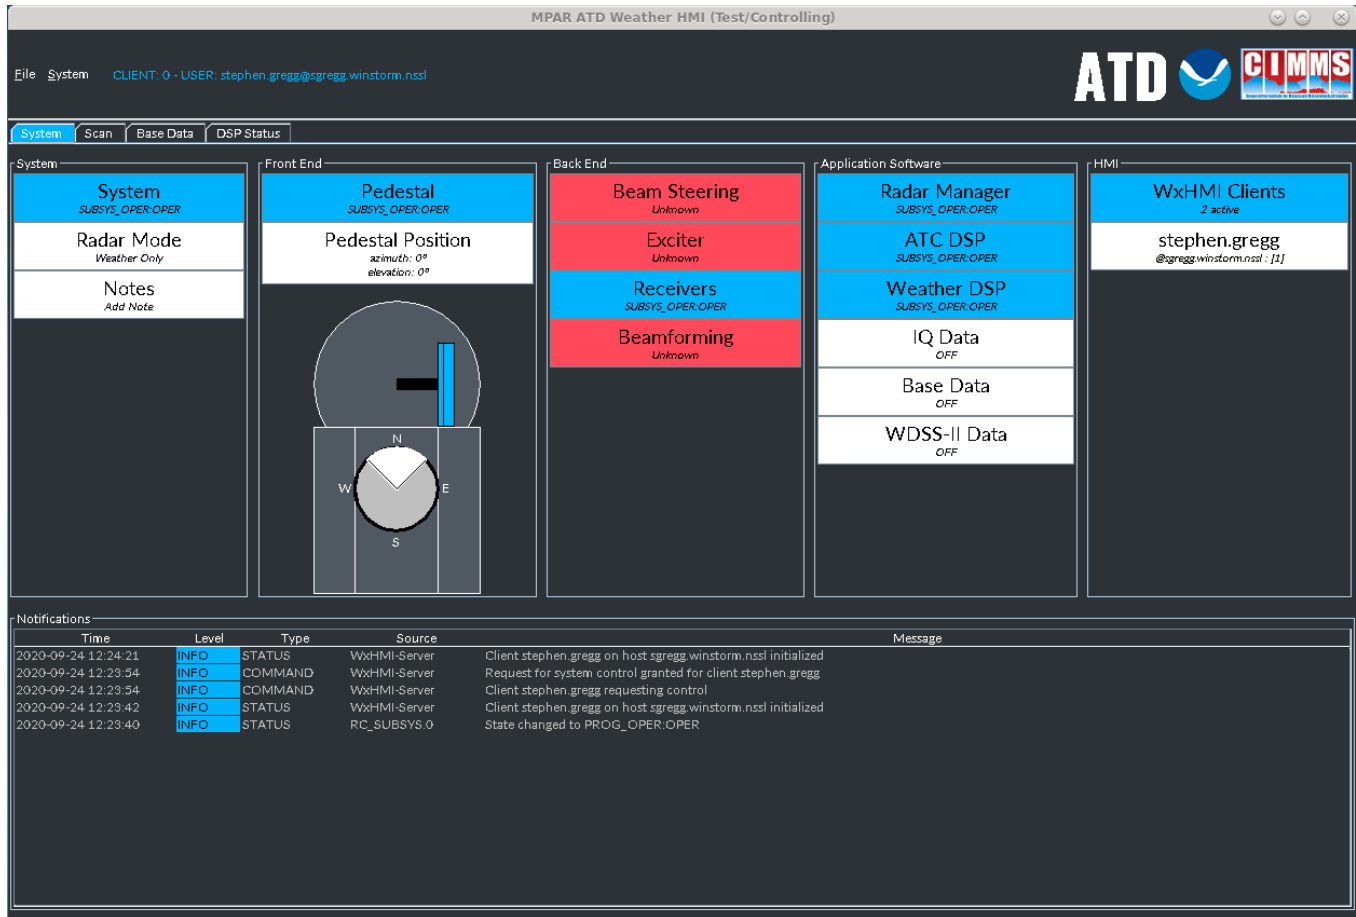 MPAR ATD Weather HMI (Test/Controlling)
File System CLIENT: 0 - USER: stephen.gregg@sgregg.winstorm.nssl
ATD
CIMMS
System Scan Base Data DSP Status
System
System
SUBSYS_OPER:OPER
Radar Mode
Weather Only
Notes
Add Note
Front End
Pedestal
SUBSYS_OPER:OPER
Pedestal Position
azimuth: 0°
elevation: 0°
N
W E
S
Back End
Beam Steering
Unknown
Exciter
Unknown
Receivers
SUBSYS_OPER:OPER
Beamforming
Unknown
Application Software
Radar Manager
SUBSYS_OPER:OPER
ATC DSP
SUBSYS_OPER:OPER
Weather DSP
SUBSYS_OPER:OPER
IQ Data
OFF
Base Data
OFF
WDSS-II Data
OFF
HMI
WxHMI Clients
2 active
stephen.gregg
@sgregg.winstorm.nssl : [1]
Notifications
Time Level Type Source Message
2020-09-24 12:24:21 INFO STATUS WxHMI-Server Client stephen.gregg on host sgregg.winstorm.nssl initialized
2020-09-24 12:23:54 INFO COMMAND WxHMI-Server Request for system control granted for client stephen.gregg
2020-09-24 12:23:54 INFO COMMAND WxHMI-Server Client stephen.gregg requesting control
2020-09-24 12:23:42 INFO STATUS WxHMI-Server Client stephen.gregg on host sgregg.winstorm.nssl initialized
2020-09-24 12:23:40 INFO STATUS RC_SUBSYS.0 State changed to PROG_OPER:OPER